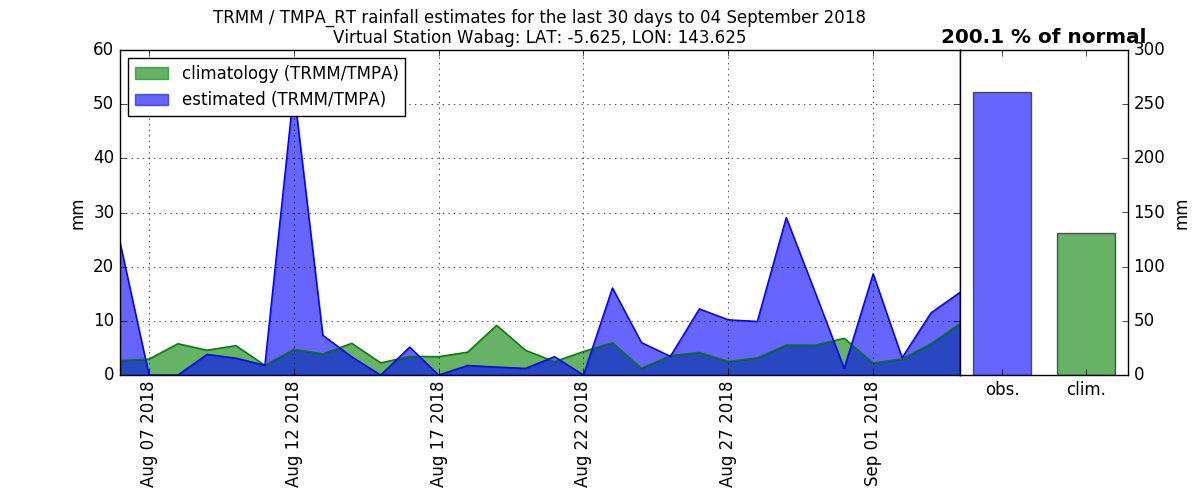 TRMM / TMPA_RT rainfall estimates for the last 30 days to 04 September 2018
Virtual Station Wabag: LAT: -5.625, LON: 143.625
200.1 % of normal
climatology (TRMM/TMPA)
estimated (TRMM/TMPA)
60
50
40
30
20
10
0
mm
Aug 07 2018
Aug 12 2018
Aug 17 2018
Aug 22 2018
Aug 27 2018
Sep 01 2018
300
250
200
150
100
50
0
mm
obs.
clim.